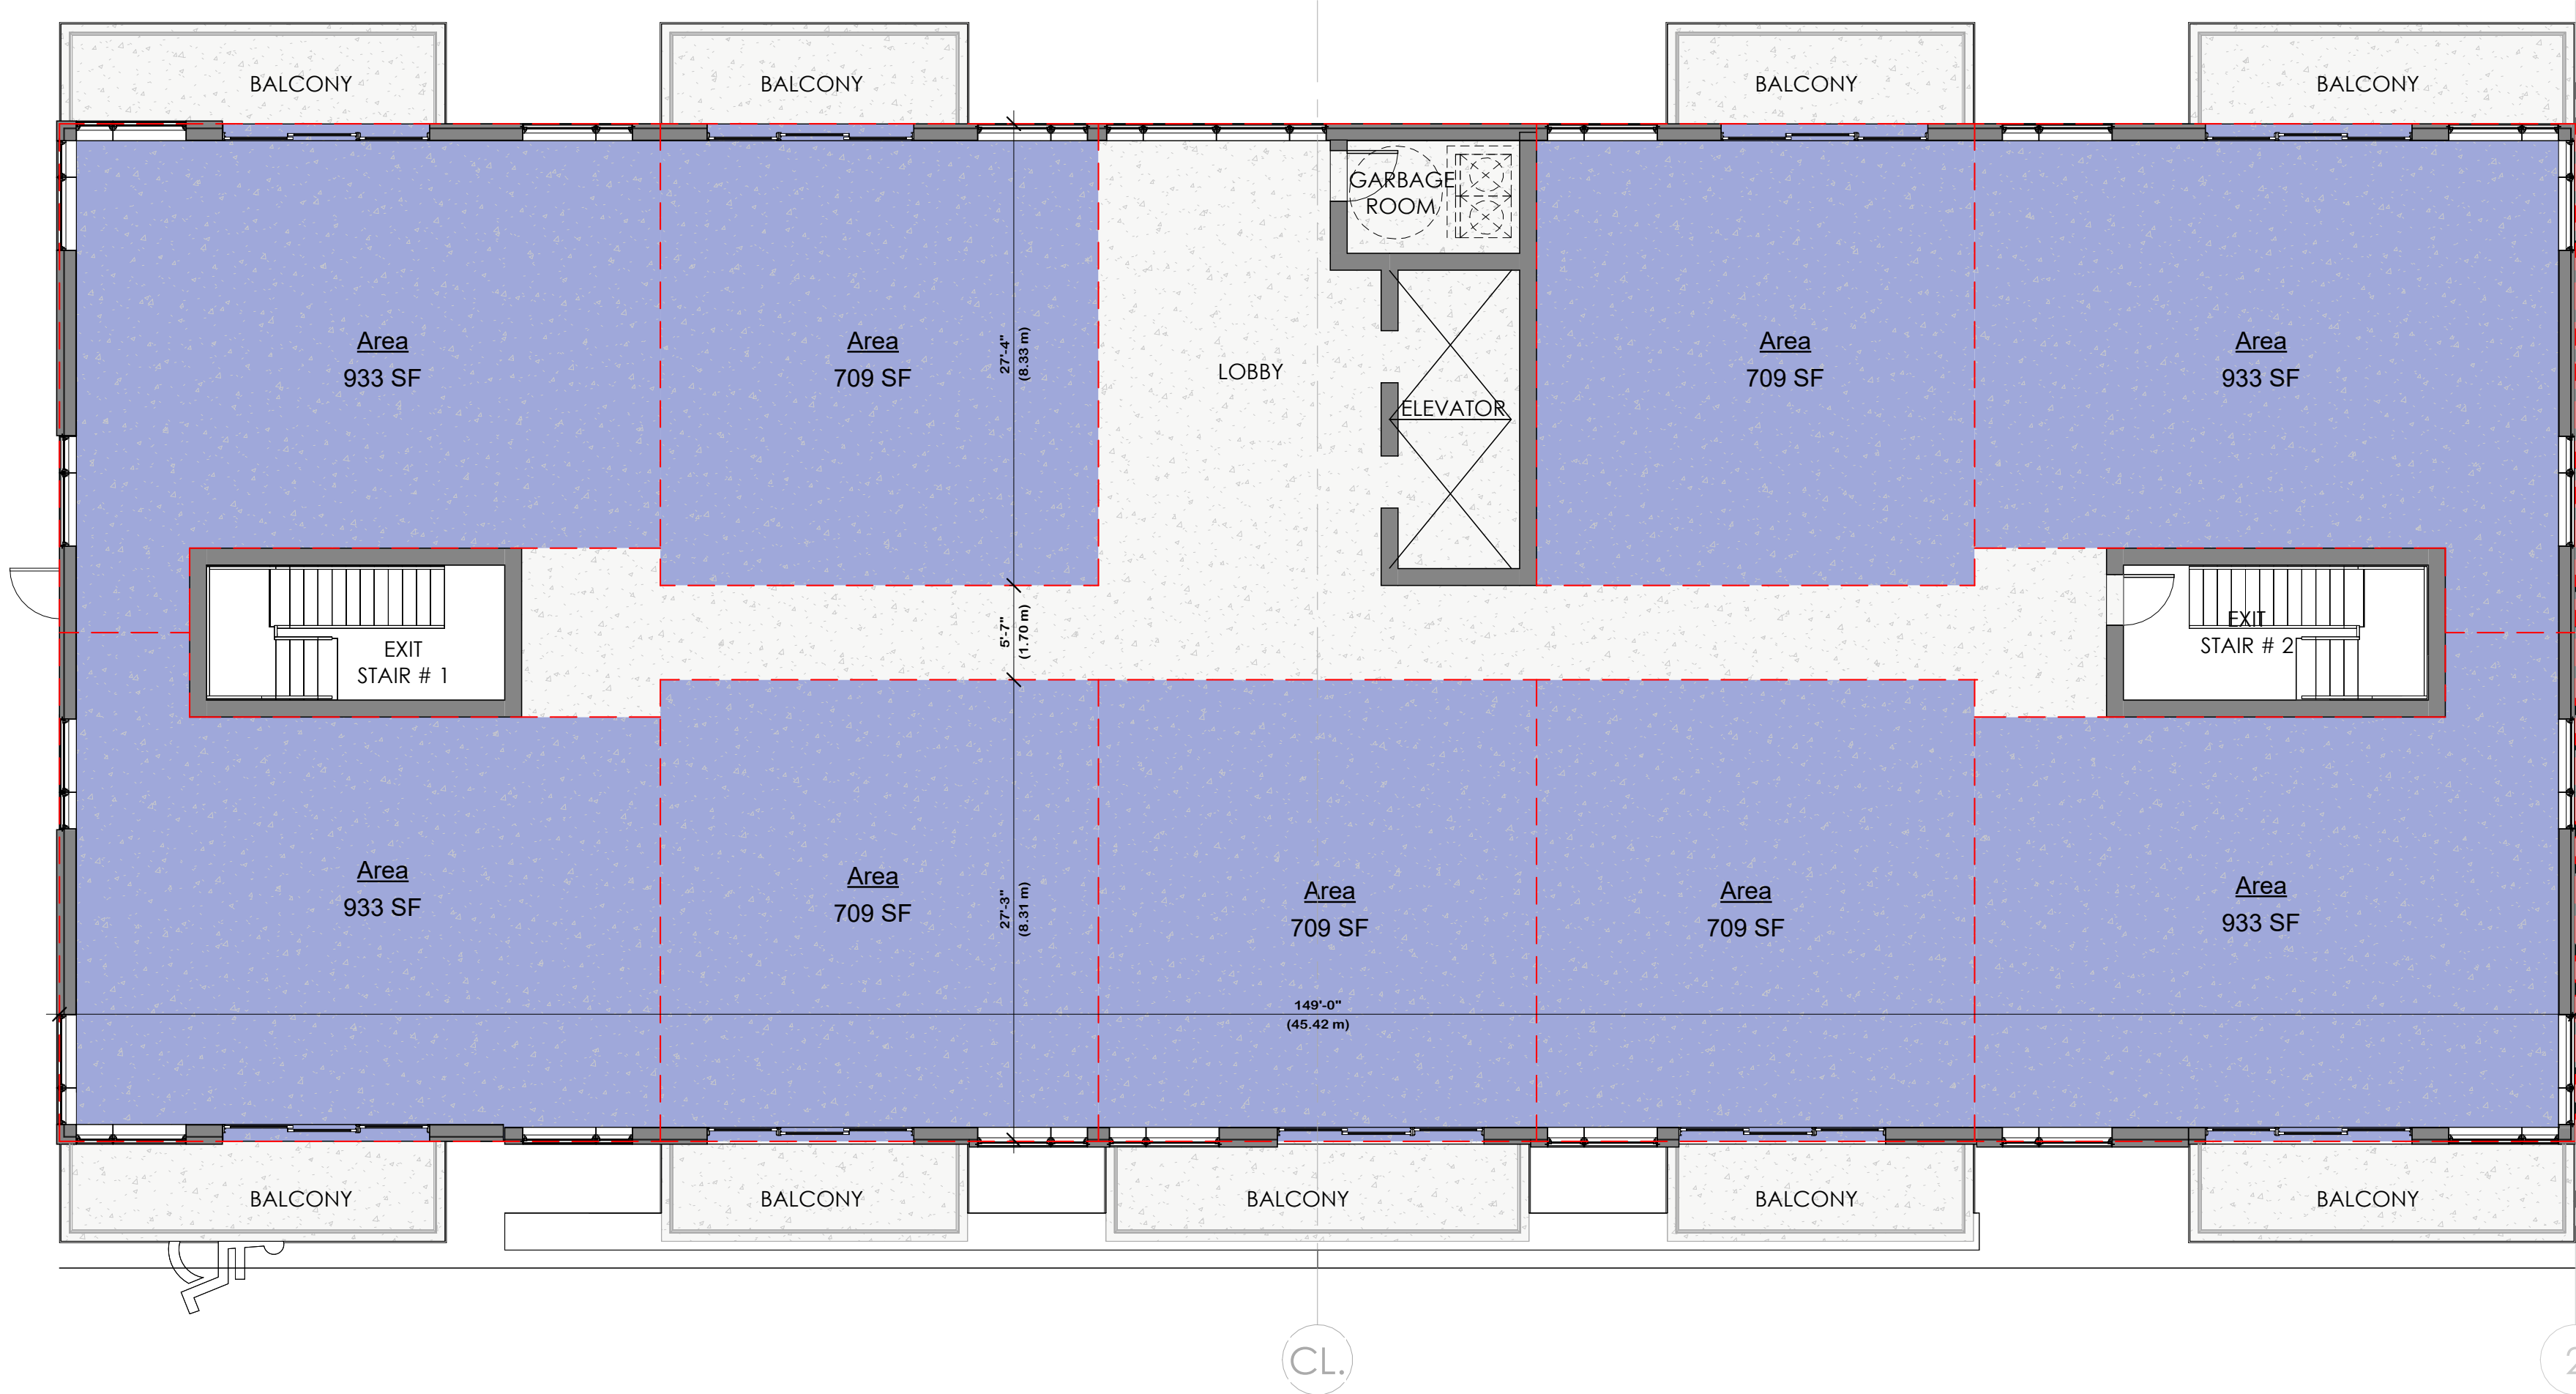 BALCONY
BALCONY
BALCONY
BALCONY
GARBAGE
ROOM
Area
933 SF
Area
709 SF
27'-4"
(8.33 m)
LOBBY
ELEVATOR
Area
709 SF
Area
933 SF
EXIT
STAIR # 1
5'-7"
(1.70 m)
EXIT
STAIR # 2
Area
933 SF
Area
709 SF
27'-3"
(8.31 m)
Area
709 SF
Area
709 SF
Area
933 SF
149'-0"
(45.42 m)
BALCONY
BALCONY
BALCONY
BALCONY
BALCONY
CL.
2